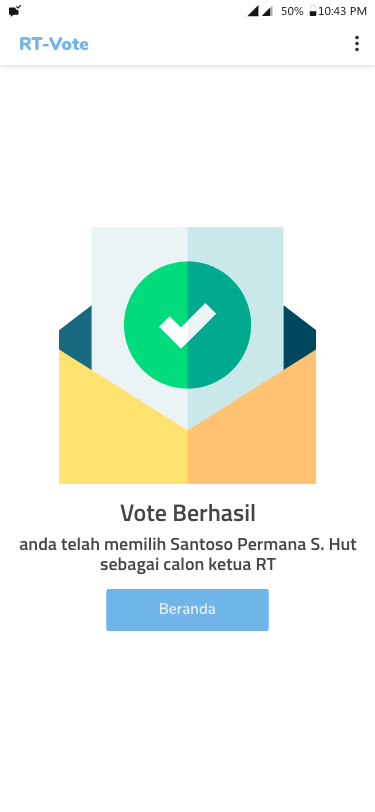 50% 10:43 PM
RT-Vote
Vote Berhasil
anda telah memilih Santoso Permana S. Hut
sebagai calon ketua RT
Beranda